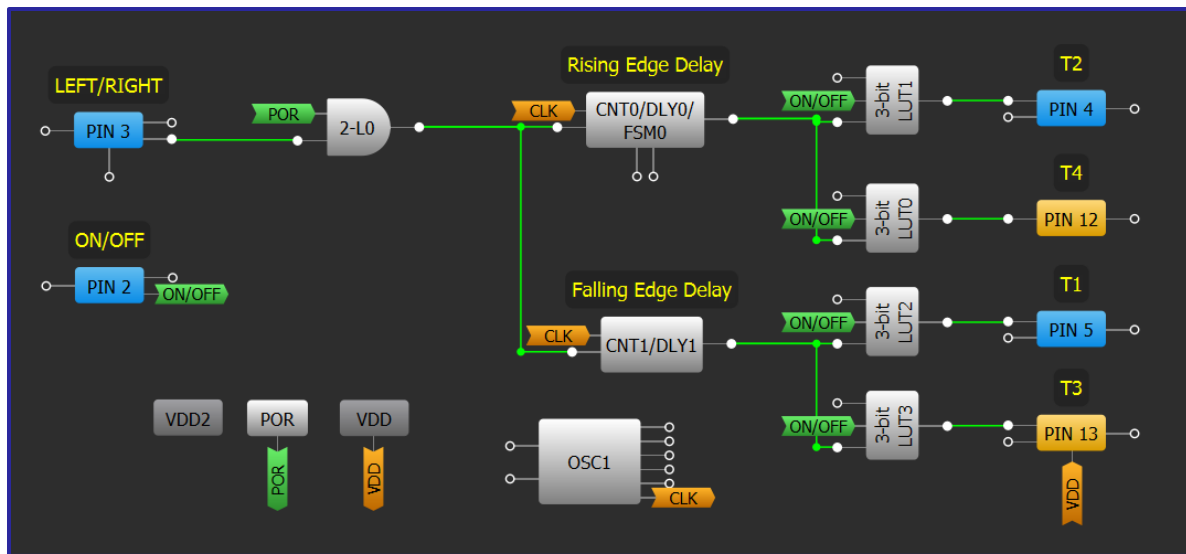 LEFT/RIGHT
PIN 3
POR
2-L0
Rising Edge Delay
CLK
CNT0/DLY0/
FSM0
ON/OFF
3-bit
LUT1
T2
PIN 4
ON/OFF
3-bit
LUT0
T4
PIN 12
ON/OFF
PIN 2
ON/OFF
Falling Edge Delay
CLK
CNT1/DLY1
ON/OFF
3-bit
LUT2
T1
PIN 5
ON/OFF
3-bit
LUT3
T3
PIN 13
VDD
VDD2
POR
POR
VDD
VDD
OSC1
CLK